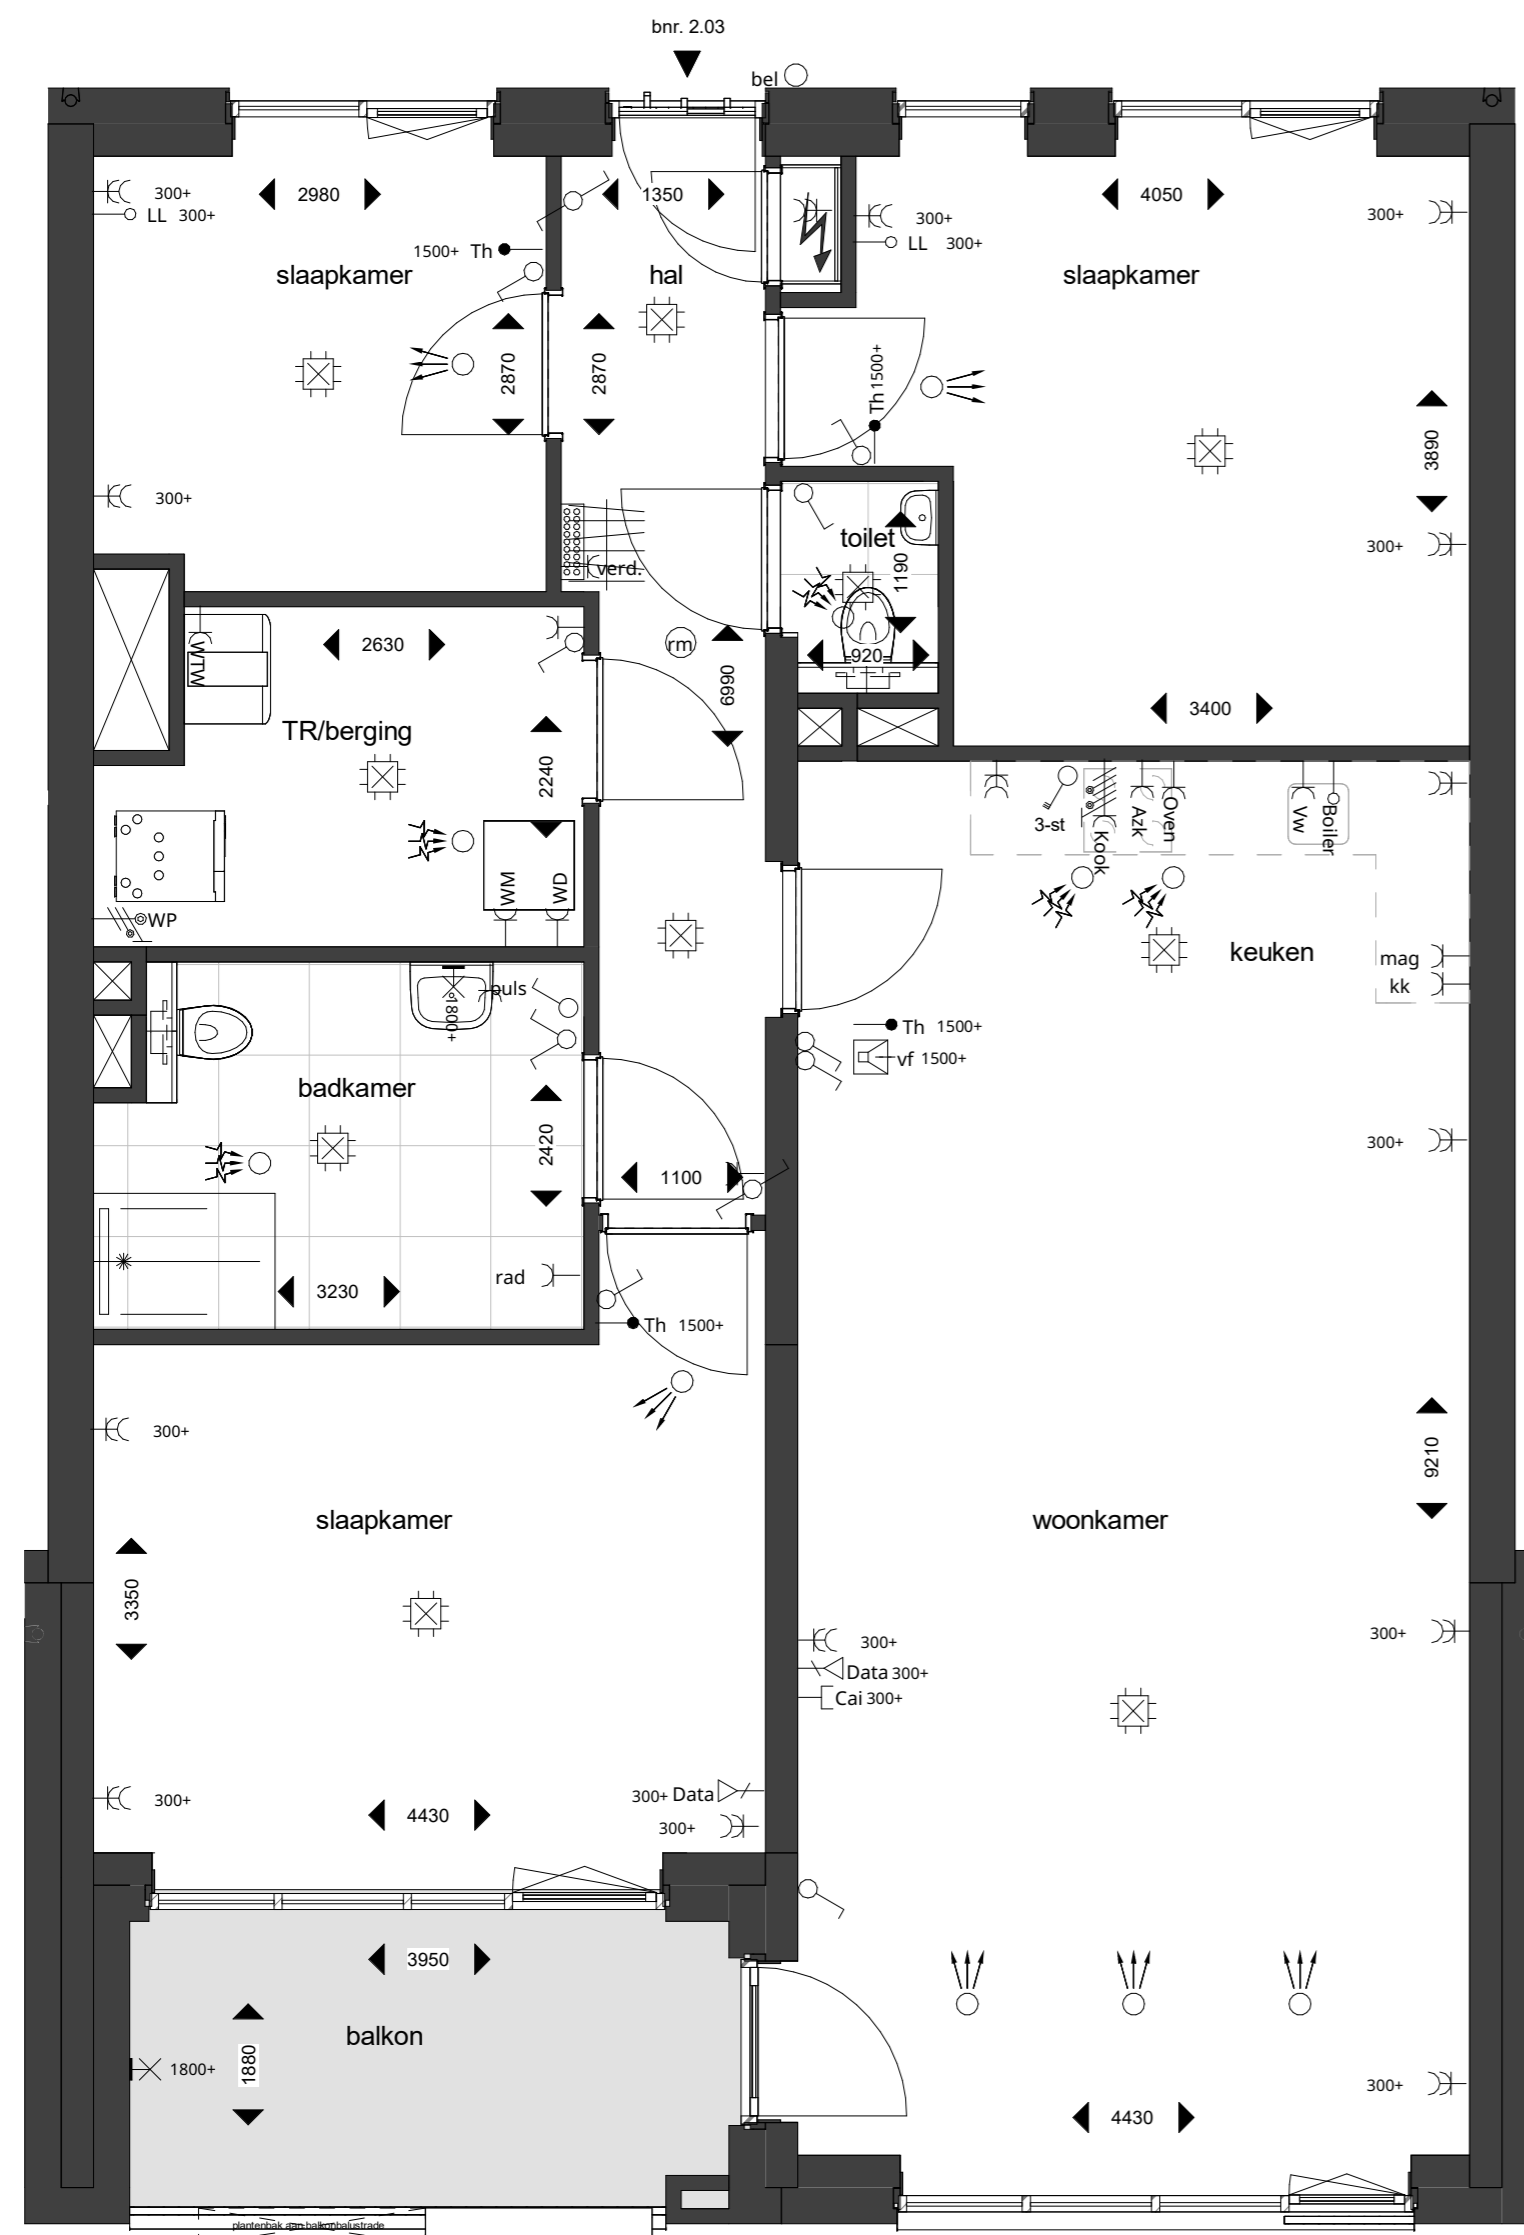 bnr. 2.03
bel
300+
LL 300+
2980
1500+ Th
slaapkamer
1350
hal
300+
LL 300+
4050
300+
slaapkamer
2870
2870
Th 1500+
3890
300+
verd.
toilet
1190
920
300+
rm
6990
3400
WTW
2630
TR/berging
2240
WM
WD
WP
3-st
Kook
Azk
Oven
Vw
Boiler
keuken
mag
kk
puls
1800+
Th 1500+
vf 1500+
badkamer
2420
1100
300+
rad
3230
Th 1500+
300+
9210
slaapkamer
woonkamer
3350
300+
300+
Data 300+
Cai 300+
300+
300+ Data
4430
300+
3950
balkon
1880
1800+
300+
4430
plantenbak aan balkonbalustrade